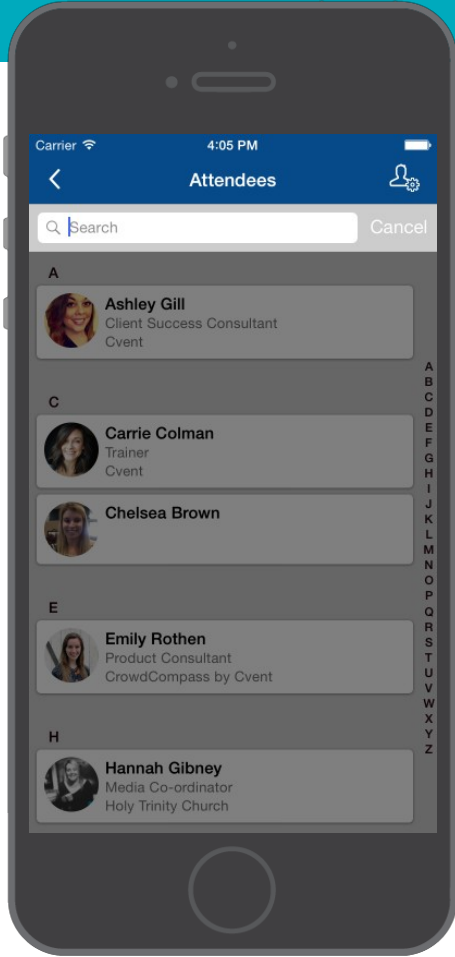 Carrier 4:05 PM
Attendees
Search Cancel
A
Ashley Gill
Client Success Consultant
Cvent
C
Carrie Colman
Trainer
Cvent
Chelsea Brown
E
Emily Rothen
Product Consultant
CrowdCompass by Cvent
H
Hannah Gibney
Media Co-ordinator
Holy Trinity Church
A
B
C
D
E
F
G
H
I
J
K
L
M
N
O
P
Q
R
S
T
U
V
W
X
Y
Z